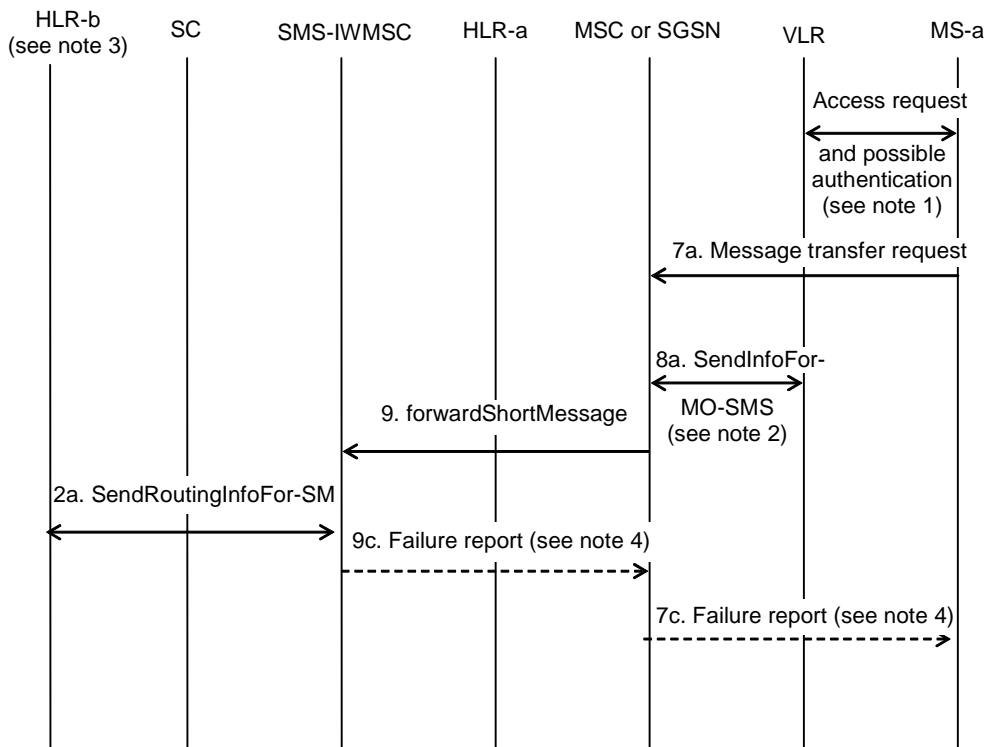 HLR-b
(see note 3)
SC
SMS-IWMSC
HLR-a
MSC or SGSN
VLR
MS-a
Access request
and possible
authentication
(see note 1)
7a. Message transfer request
8a. SendInfoFor-
MO-SMS
(see note 2)
9. forwardShortMessage
2a. SendRoutingInfoFor-SM
9c. Failure report (see note 4)
7c. Failure report (see note 4)